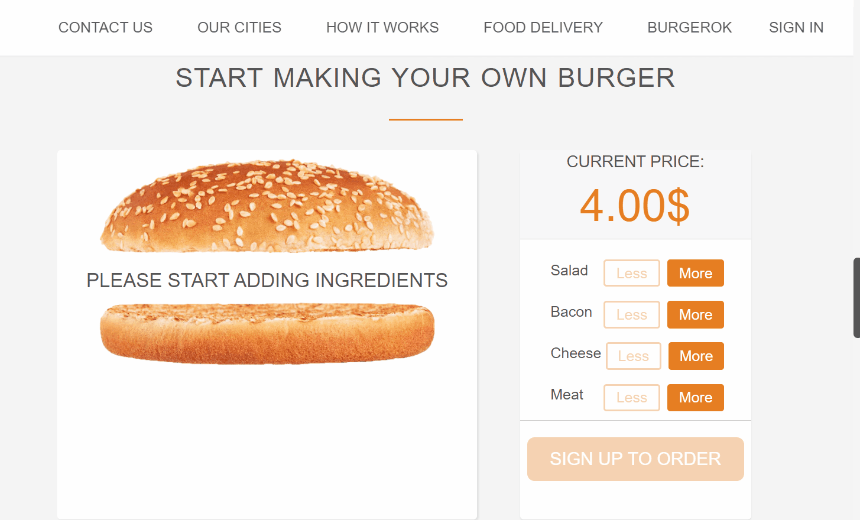 CONTACT US OUR CITIES HOW IT WORKS FOOD DELIVERY BURGEROK SIGN IN
START MAKING YOUR OWN BURGER
PLEASE START ADDING INGREDIENTS
CURRENT PRICE:
4.00$
Salad Less More
Bacon Less More
Cheese Less More
Meat Less More
SIGN UP TO ORDER